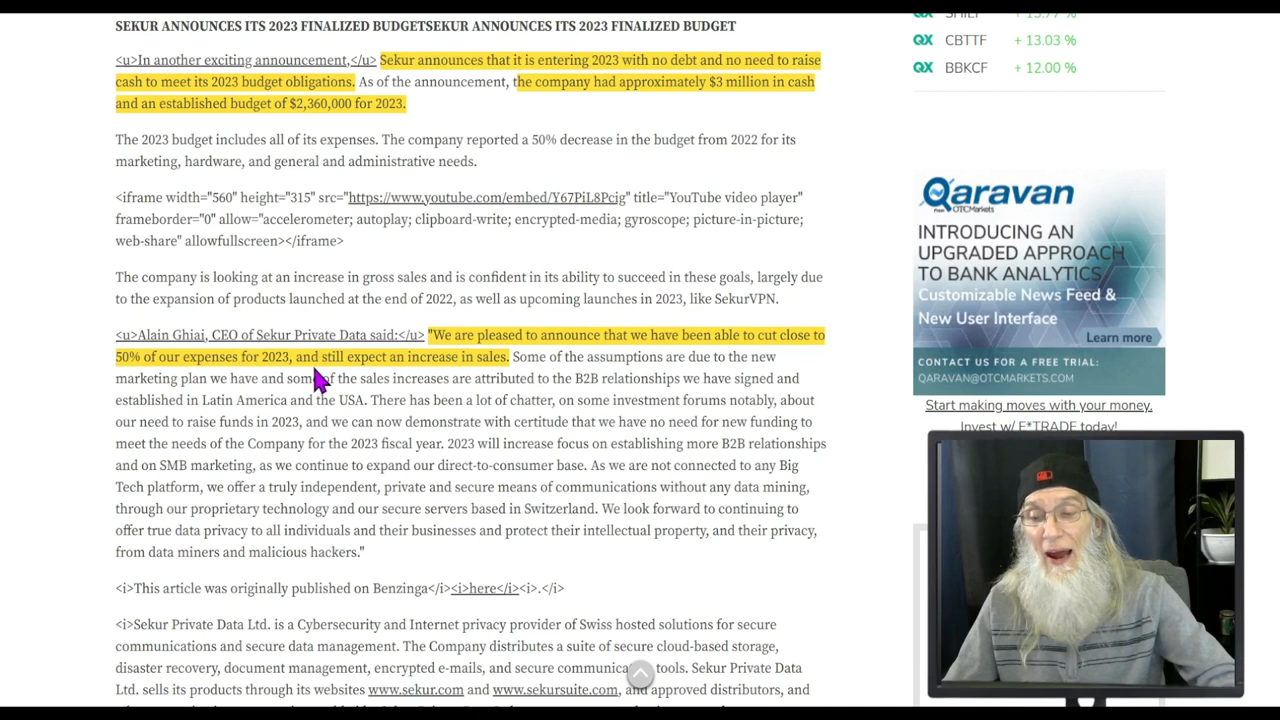 SEKUR ANNOUNCES ITS 2023 FINALIZED BUDGETSEKUR ANNOUNCES ITS 2023 FINALIZED BUDGET
<u>In another exciting announcement,</u> Sekur announces that it is entering 2023 with no debt and no need to raise
cash to meet its 2023 budget obligations. As of the announcement, the company had approximately $3 million in cash
and an established budget of $2,360,000 for 2023.
The 2023 budget includes all of its expenses. The company reported a 50% decrease in the budget from 2022 for its
marketing, hardware, and general and administrative needs.
<iframe width="560" height="315" src="https://www.youtube.com/embed/Y67PiL8Pcig" title="YouTube video player"
frameborder="0" allow="accelerometer; autoplay; clipboard-write; encrypted-media; gyroscope; picture-in-picture;
web-share" allowfullscreen></iframe>
The company is looking at an increase in gross sales and is confident in its ability to succeed in these goals, largely due
to the expansion of products launched at the end of 2022, as well as upcoming launches in 2023, like SekurVPN.
<u>Alain Ghiai, CEO of Sekur Private Data said:</u> "We are pleased to announce that we have been able to cut close to
50% of our expenses for 2023, and still expect an increase in sales. Some of the assumptions are due to the new
marketing plan we have and some of the sales increases are attributed to the B2B relationships we have signed and
established in Latin America and the USA. There has been a lot of chatter, on some investment forums notably, about
our need to raise funds in 2023, and we can now demonstrate with certitude that we have no need for new funding to
meet the needs of the Company for the 2023 fiscal year. 2023 will increase focus on establishing more B2B relationships
and on SMB marketing, as we continue to expand our direct-to-consumer base. As we are not connected to any Big
Tech platform, we offer a truly independent, private and secure means of communications without any data mining,
through our proprietary technology and our secure servers based in Switzerland. We look forward to continuing to
offer true data privacy to all individuals and their businesses and protect their intellectual property, and their privacy,
from data miners and malicious hackers."
<i>This article was originally published on Benzinga</i><i>here</i><i>.</i>
<i>Sekur Private Data Ltd. is a Cybersecurity and Internet privacy provider of Swiss hosted solutions for secure
communications and secure data management. The Company distributes a suite of secure cloud-based storage,
disaster recovery, document management, encrypted e-mails, and secure communication tools. Sekur Private Data
Ltd. sells its products through its websites www.sekur.com and www.sekursuite.com, and approved distributors, and
QX CBTTF + 13.03 %
QX BBKCF + 12.00 %
Qaravan
from OTCMarkets
INTRODUCING AN
UPGRADED APPROACH
TO BANK ANALYTICS
Customizable News Feed &
New User Interface
Learn more
CONTACT US FOR A FREE TRIAL:
QARAVAN@OTCMARKETS.COM
Start making moves with your money.
Invest w/ E*TRADE today!